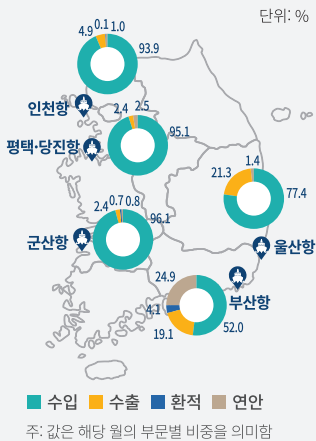 단위: %
4.9 0.1 1.0
93.9
인천항
2.4 2.5
95.1
평택·당진항
1.4
21.3
77.4
울산항
2.4 0.7 0.8
96.1
군산항
24.9
4.1
19.1
52.0
부산항
수입 수출 환적 연안
주: 값은 해당 월의 부문별 비중을 의미함